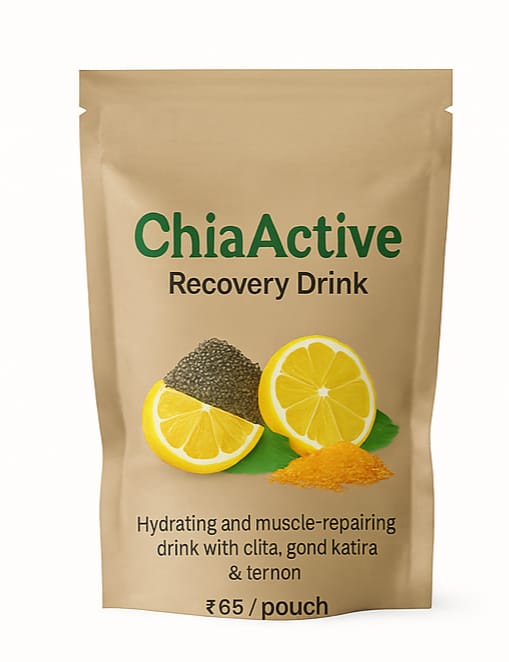 ChiaActive
Recovery Drink
Hydrating and muscle-repairing
drink with clita, gond katira
& ternon
₹65 / pouch